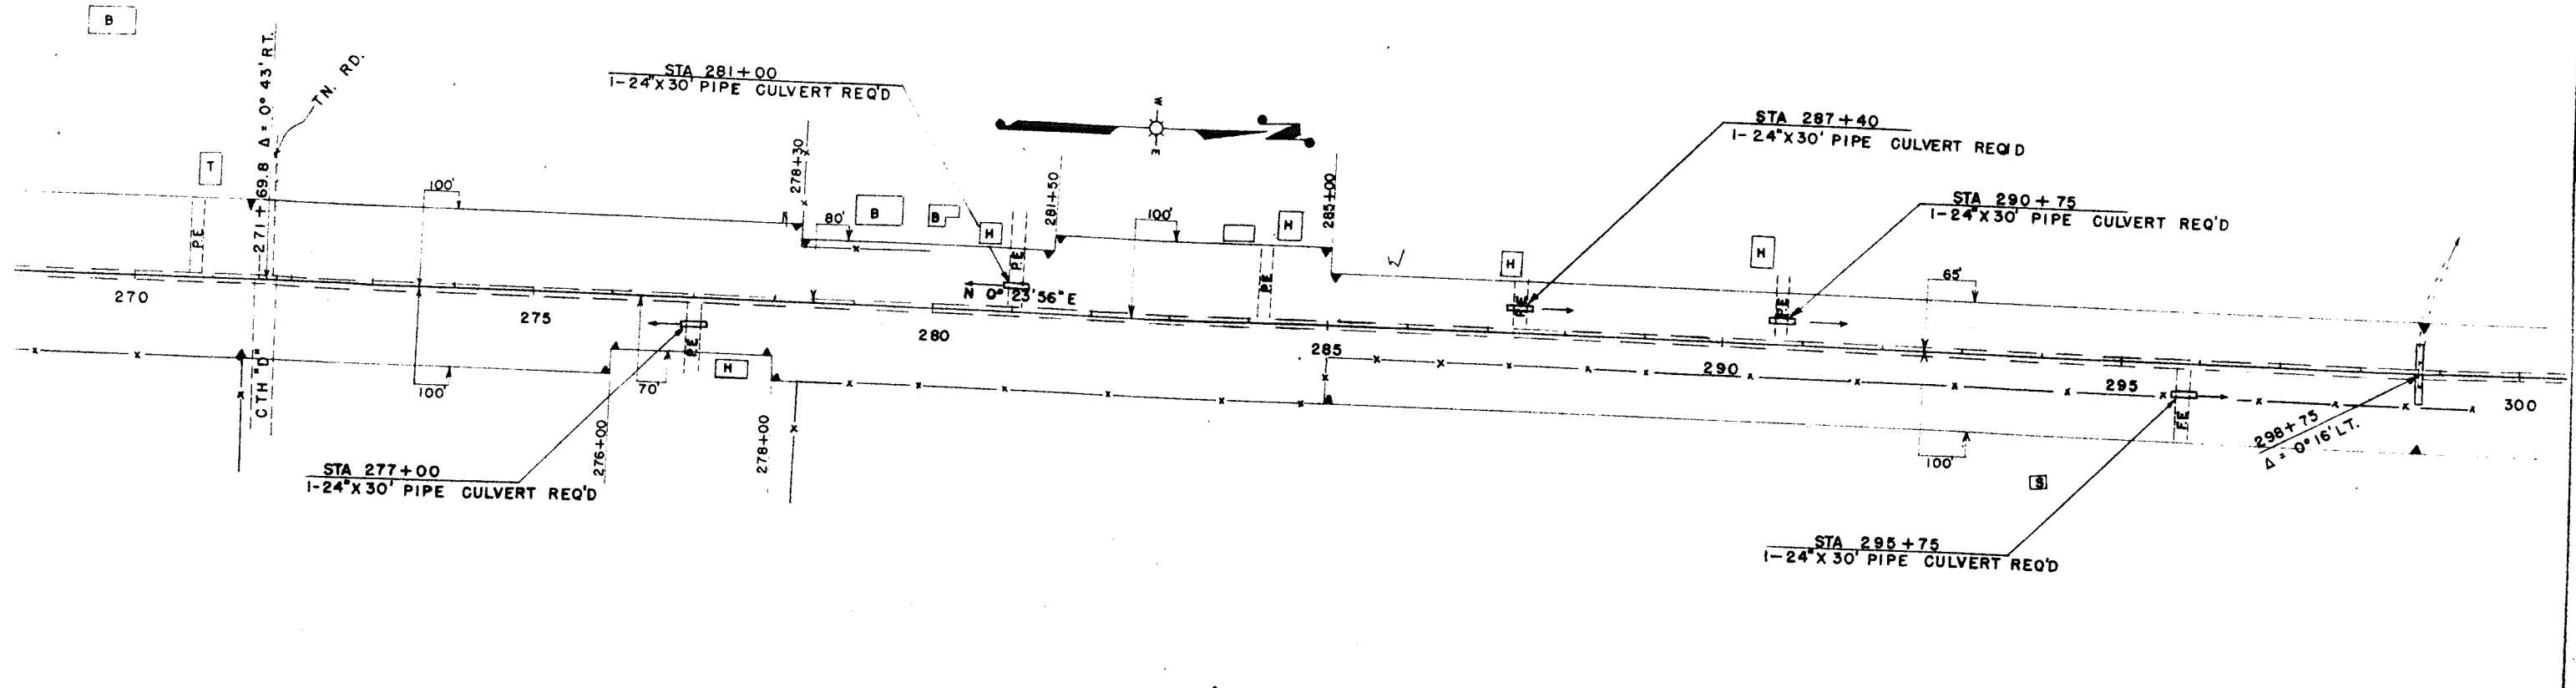 B
271+69.8 Δ = 0° 43' RT.
TN. RD.
STA 281+00
1-24"X30' PIPE CULVERT REQ'D
W
E
STA 287+40
1-24"X30' PIPE CULVERT REQ'D
STA 290+75
1-24"X30' PIPE CULVERT REQ'D
T
100'
278+30
80'
B
B
H
281+50
100'
H
285+00
H
H
65'
P.E.
P.E.
P.E.
P.E.
P.E.
N 0° 23' 56" E
270
275
280
285
290
295
300
P.E.
P.E.
CTH "D"
100'
276+00
70'
H
278+00
100'
S
298+75
Δ = 0° 16' LT.
STA 277+00
1-24"X30' PIPE CULVERT REQ'D
STA 295+75
1-24"X30' PIPE CULVERT REQ'D